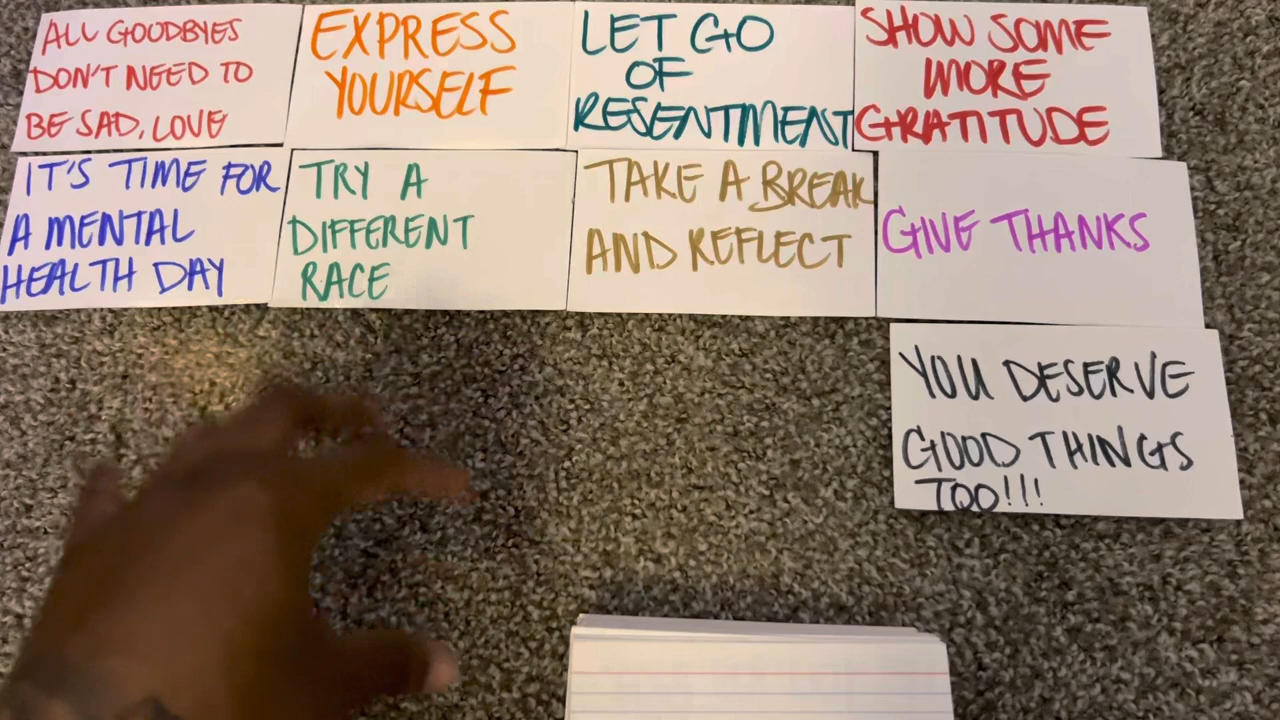 ALL GOODBYES
DON'T NEED TO
BE SAD, LOVE
EXPRESS
YOURSELF
LET GO
OF
RESENTMENT
SHOW SOME
MORE
GRATITUDE
IT'S TIME FOR
A MENTAL
HEALTH DAY
TRY A
DIFFERENT
RACE
TAKE A BREAK
AND REFLECT
GIVE THANKS
YOU DESERVE
GOOD THINGS
TOO!!!